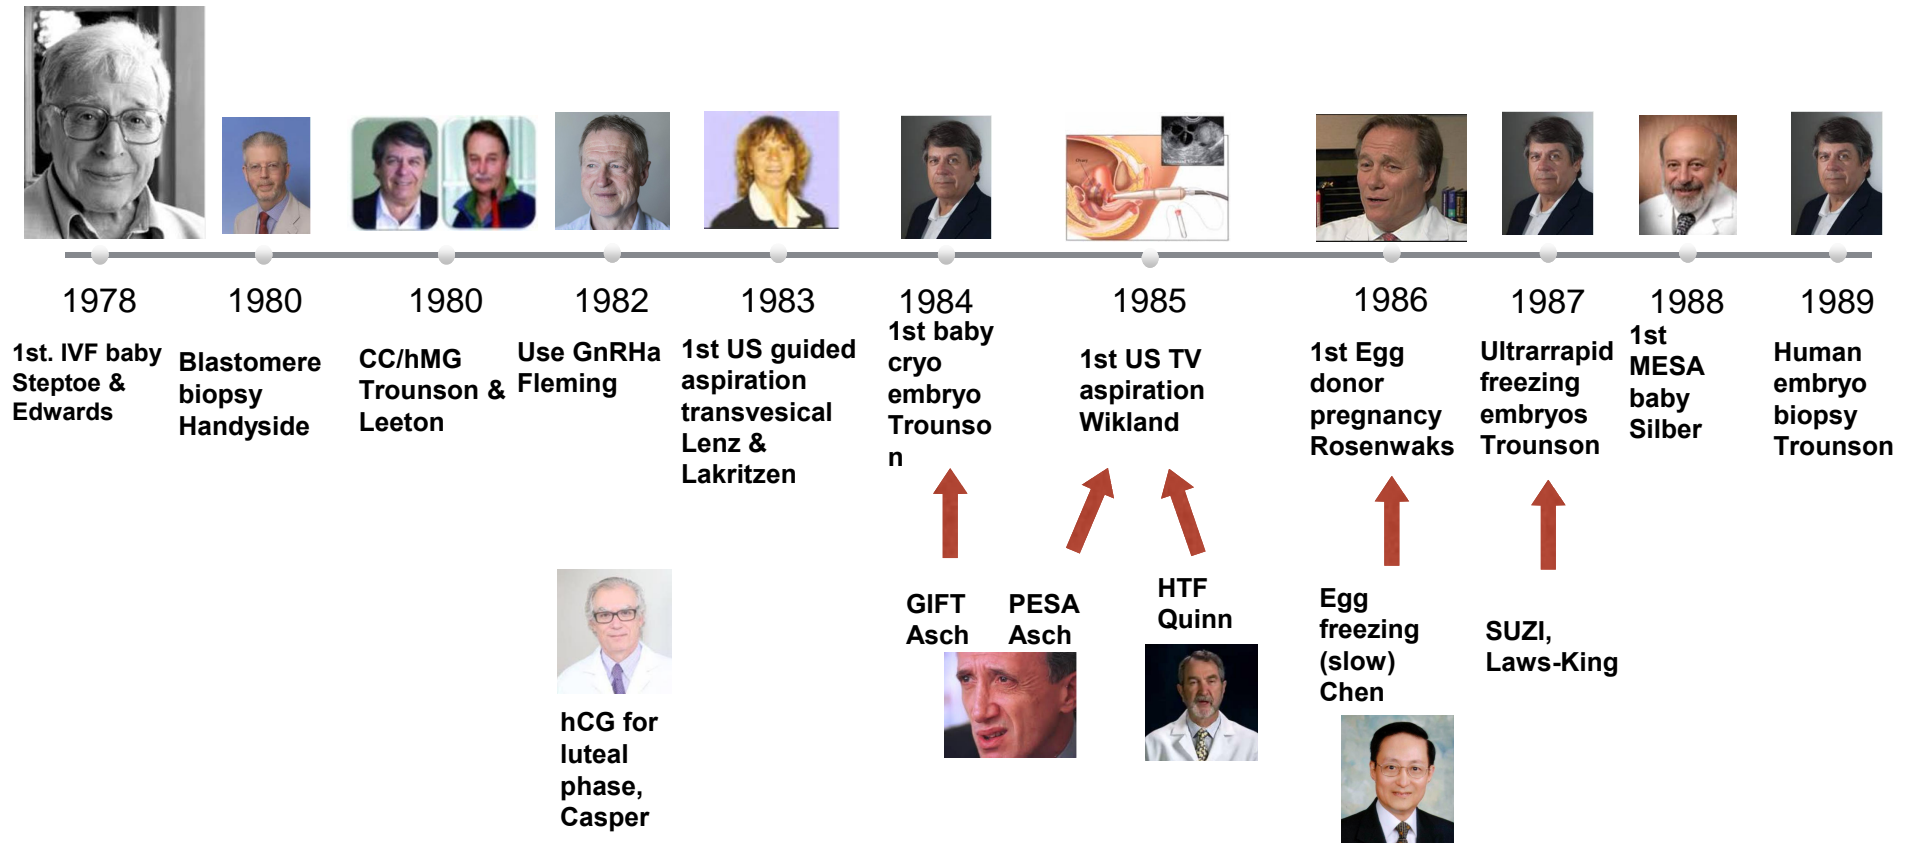 1978
1st. IVF baby
Steptoe &
Edwards
1980
Blastomere
biopsy
Handyside
1980
CC/hMG
Trounson &
Leeton
1982
Use GnRHa
Fleming
1983
1st US guided
aspiration
transvesical
Lenz &
Lakritzen
1984
1st baby
cryo
embryo
Trounso
n
1985
1st US TV
aspiration
Wikland
1986
1st Egg
donor
pregnancy
Rosenwaks
1987
Ultrarrapid
freezing
embryos
Trounson
1988
1st
MESA
baby
Silber
1989
Human
embryo
biopsy
Trounson
hCG for
luteal
phase,
Casper
GIFT
Asch
PESA
Asch
HTF
Quinn
Egg
freezing
(slow)
Chen
SUZI,
Laws-King